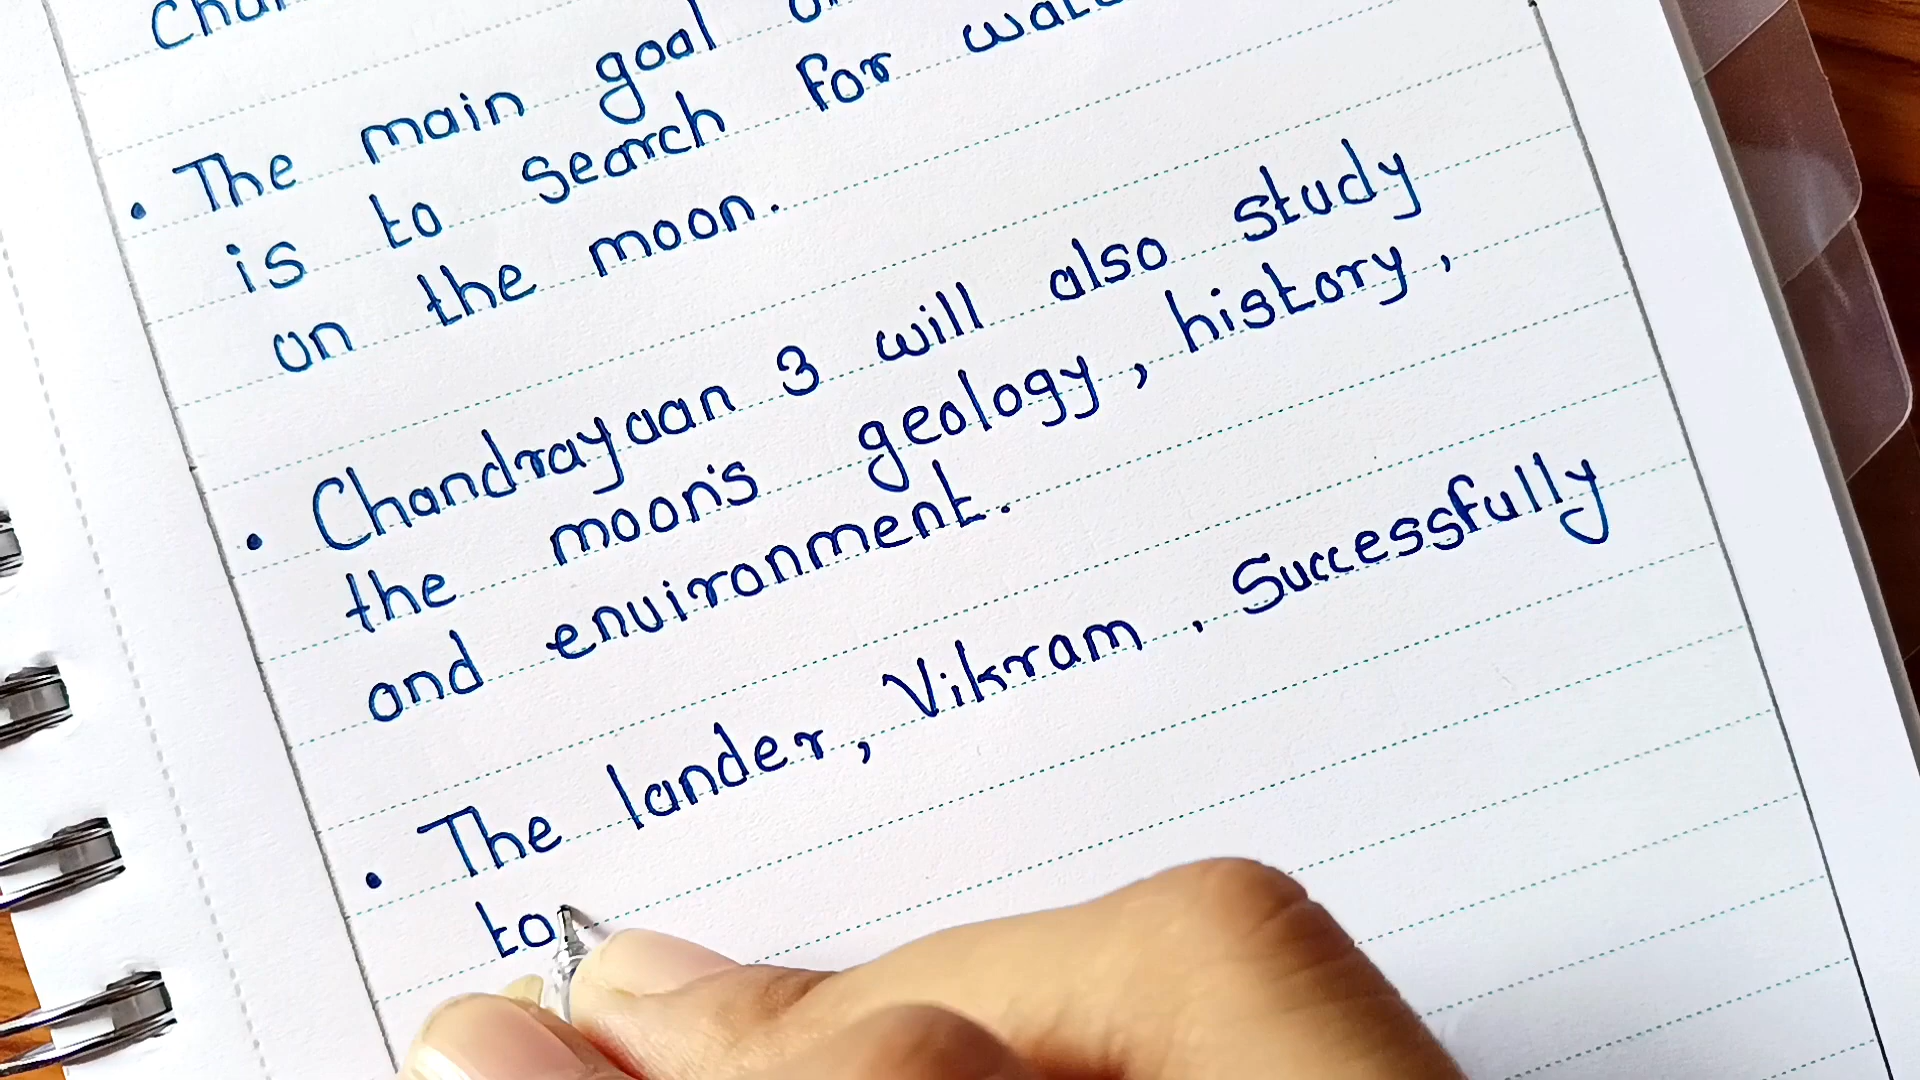 • The main goal
is to search for
on the moon.
• Chandrayaan 3 will also study
the moon's geology, history,
and environment.
• The lander, Vikram, Successfully
to